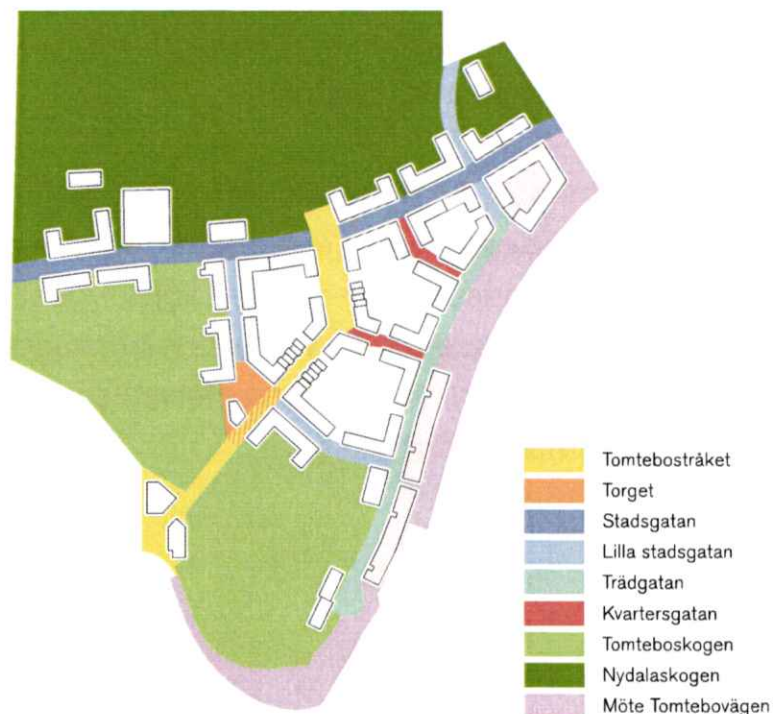 Tomtebostråket
Torget
Stadsgatan
Lilla stadsgatan
Trädgatan
Kvartersgatan
Tomteboskogen
Nydalaskogen
Möte Tomtebovägen